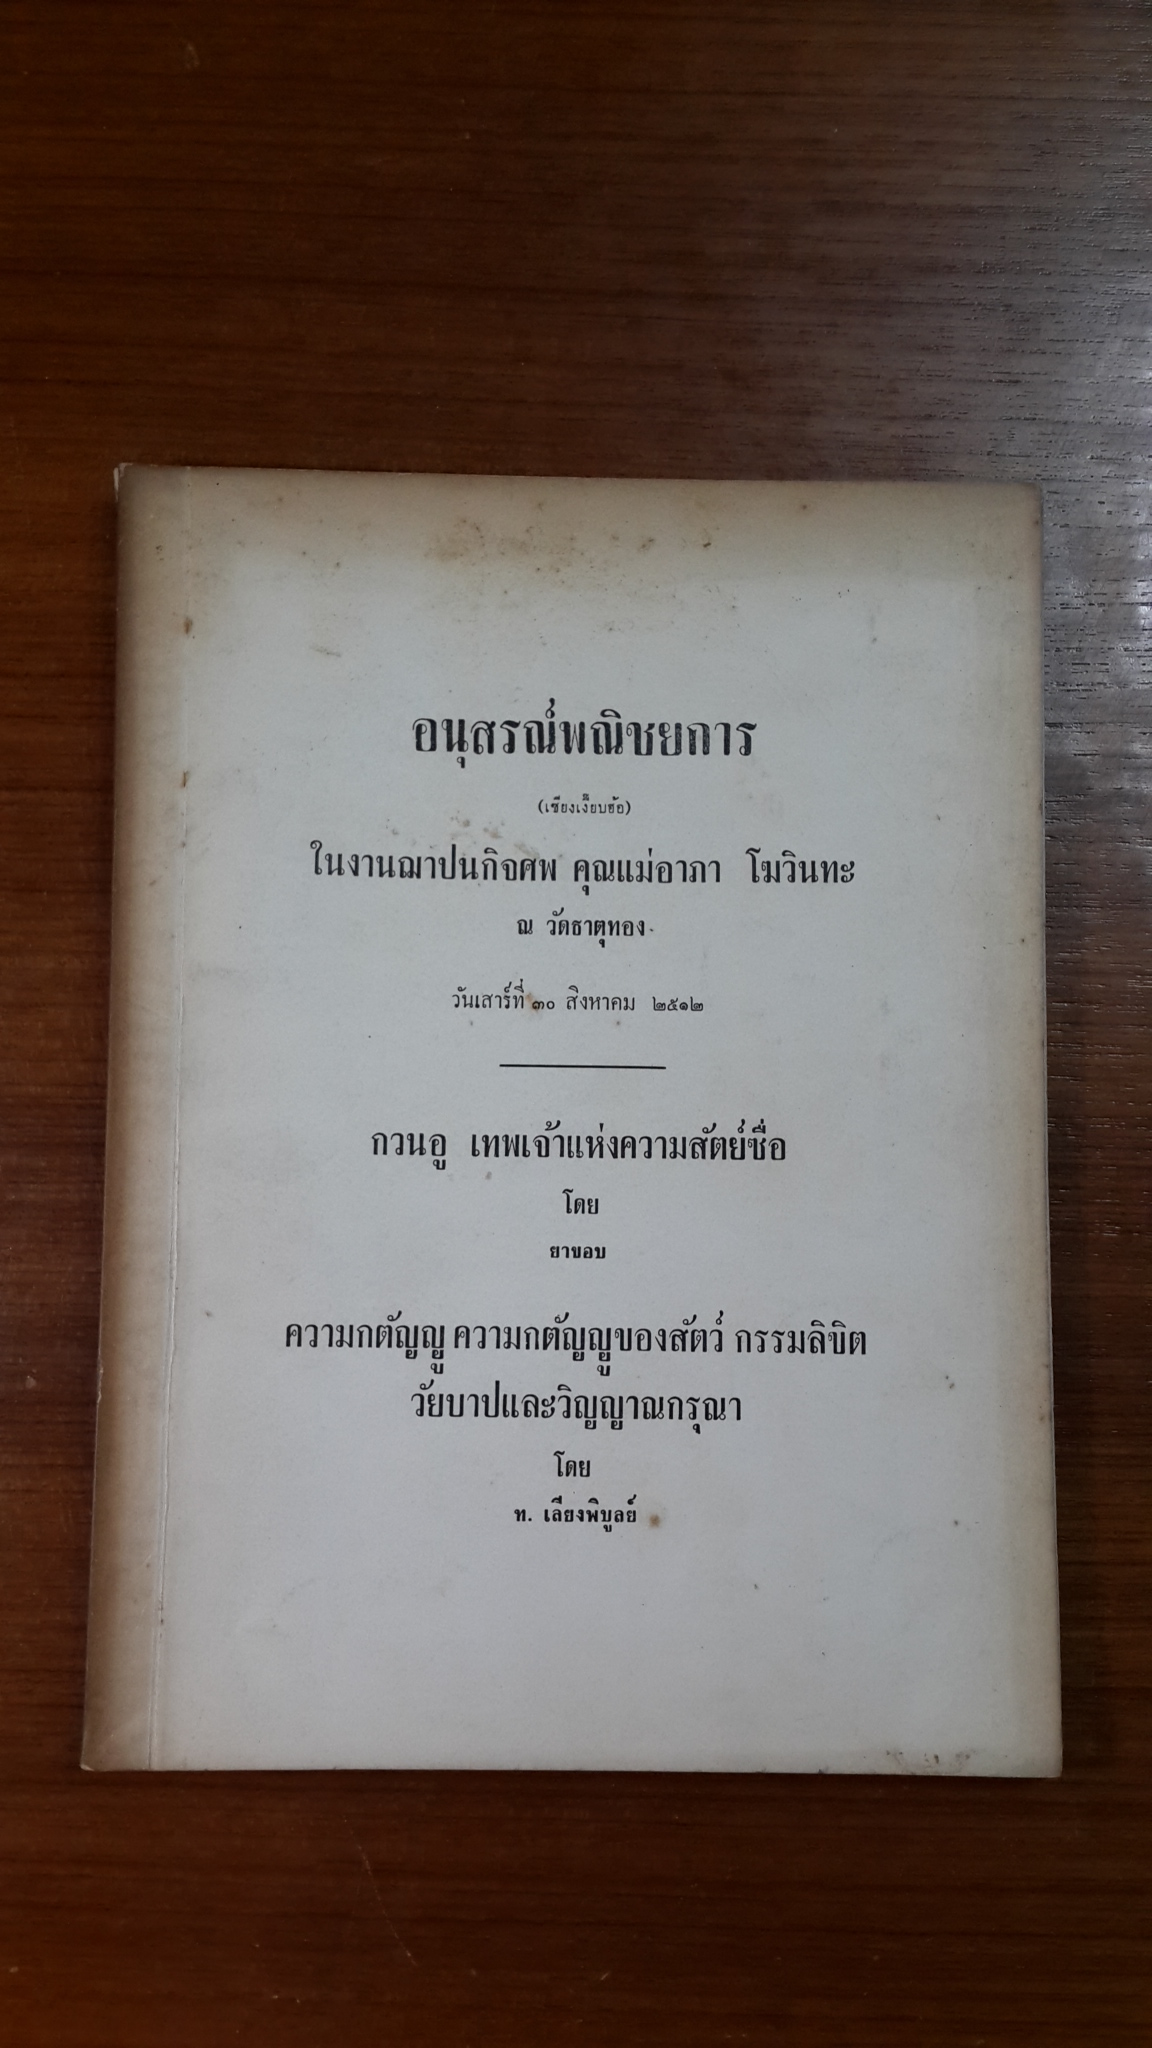 อนุสรณ์พณิชยการ
(เซียงเงี๊ยบฮ้อ)
ในงานฌาปนกิจศพ คุณแม่อาภา โฆวินทะ
ณ วัดธาตุทอง
วันเสาร์ที่ ๓๐ สิงหาคม ๒๕๑๒
กวนอู เทพเจ้าแห่งความสัตย์ซื่อ
โดย
ยาขอบ
ความกตัญญู ความกตัญญูของสัตว์ กรรมลิขิต
วัยบาปและวิญญาณกรุณา
โดย
ท. เลียงพิบูลย์